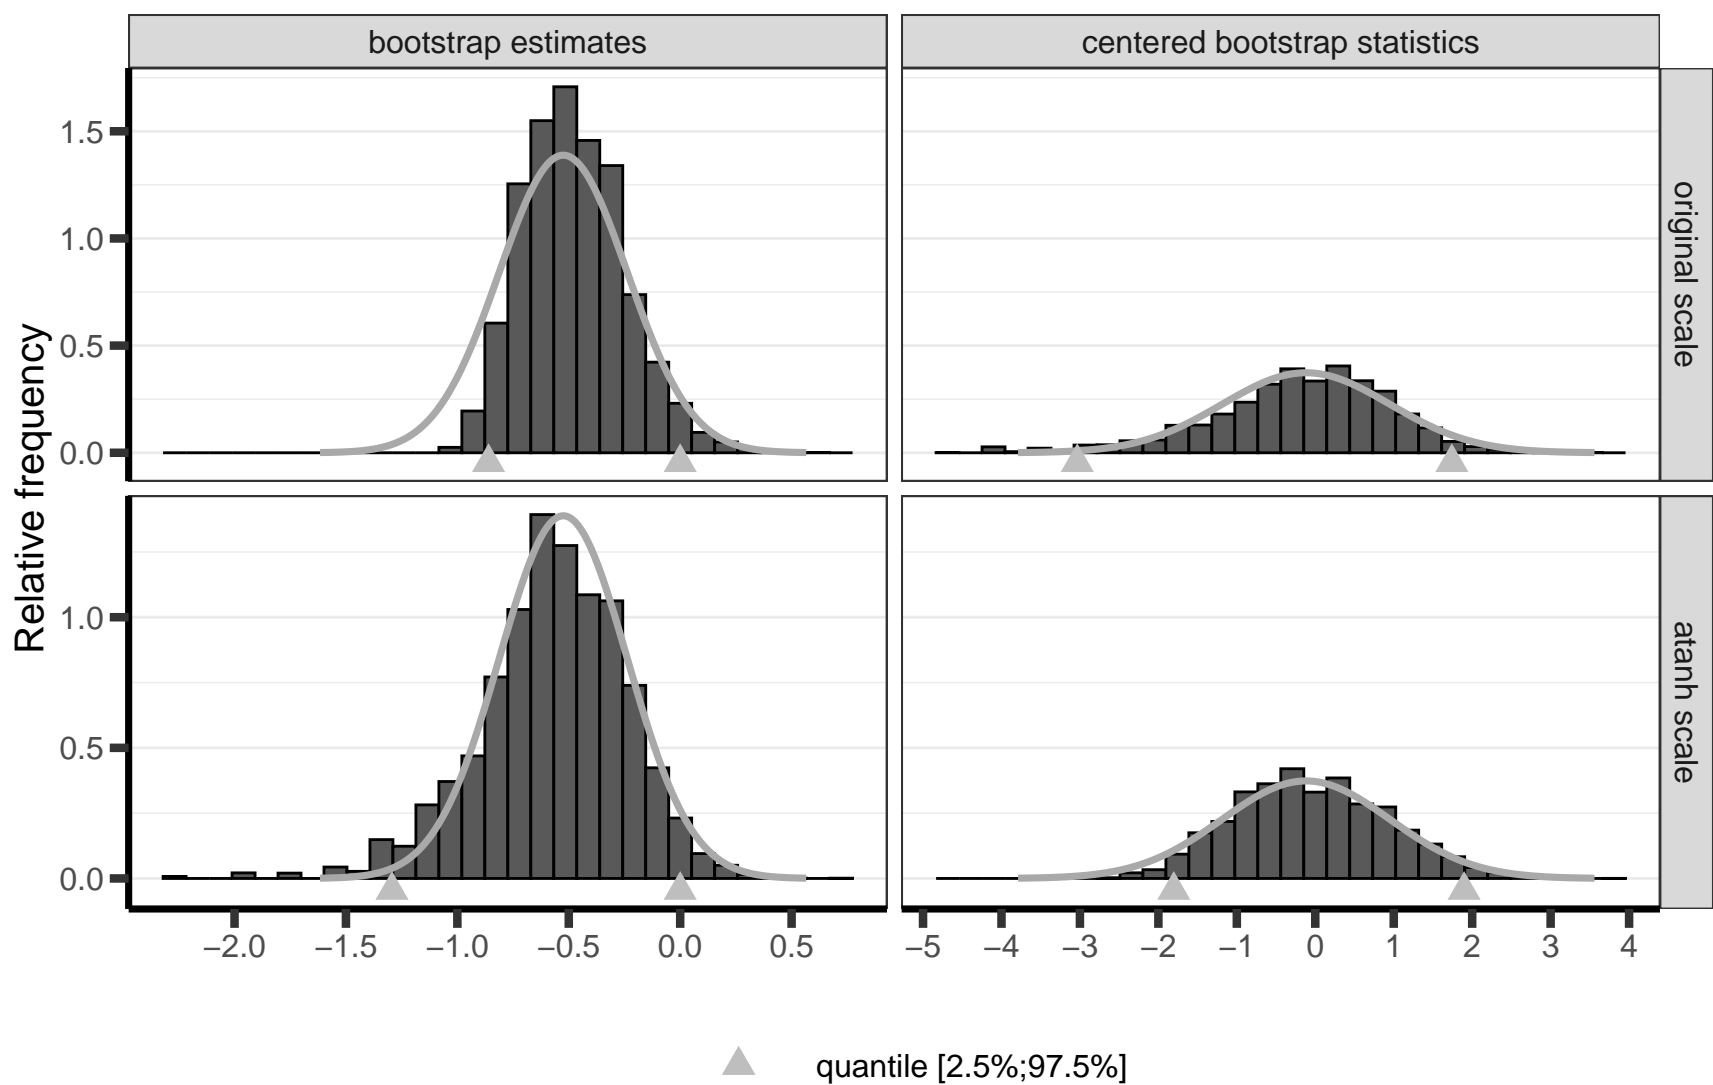 bootstrap estimates
centered bootstrap statistics
Relative frequency
1.5
1.0
0.5
0.0
original scale
1.0
0.5
0.0
atanh scale
−2.0 −1.5 −1.0 −0.5 0.0 0.5
−5 −4 −3 −2 −1 0 1 2 3 4
quantile [2.5%;97.5%]